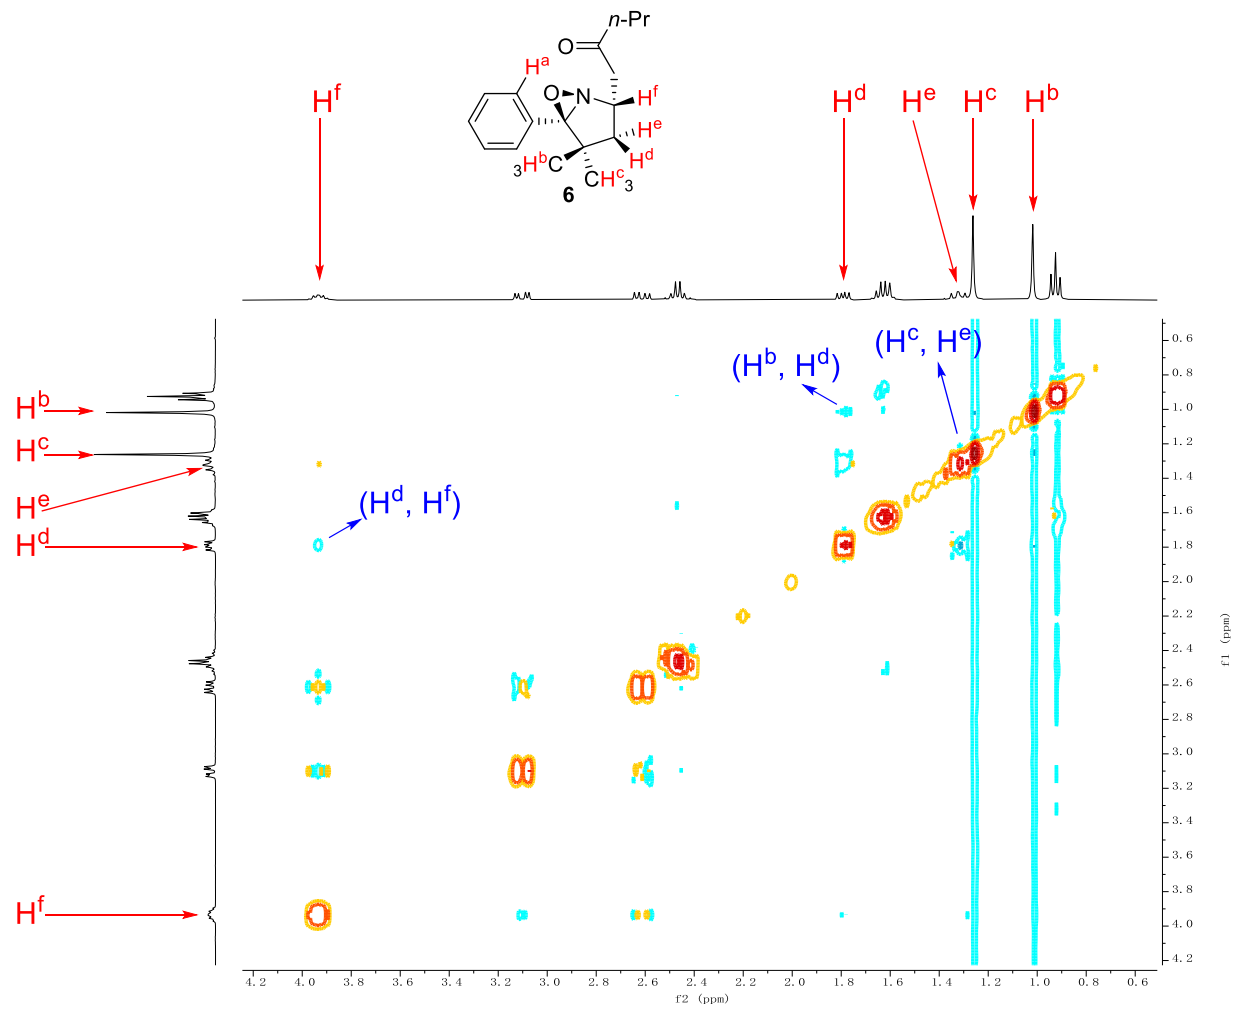 n-Pr
O
Hᵃ
O N
Hᶠ
Hᵉ
Hᵈ
₃HᵇC
CHᶜ₃
6
Hᶠ
Hᵈ
Hᵉ
Hᶜ
Hᵇ
(Hᵇ, Hᵈ)
(Hᶜ, Hᵉ)
(Hᵈ, Hᶠ)
Hᵇ
Hᶜ
Hᵉ
Hᵈ
Hᶠ
0.6
0.8
1.0
1.2
1.4
1.6
1.8
2.0
2.2
2.4
2.6
2.8
3.0
3.2
3.4
3.6
3.8
4.0
4.2
f1 (ppm)
4.2 4.0 3.8 3.6 3.4 3.2 3.0 2.8 2.6 2.4 2.2 2.0 1.8 1.6 1.4 1.2 1.0 0.8 0.6
f2 (ppm)